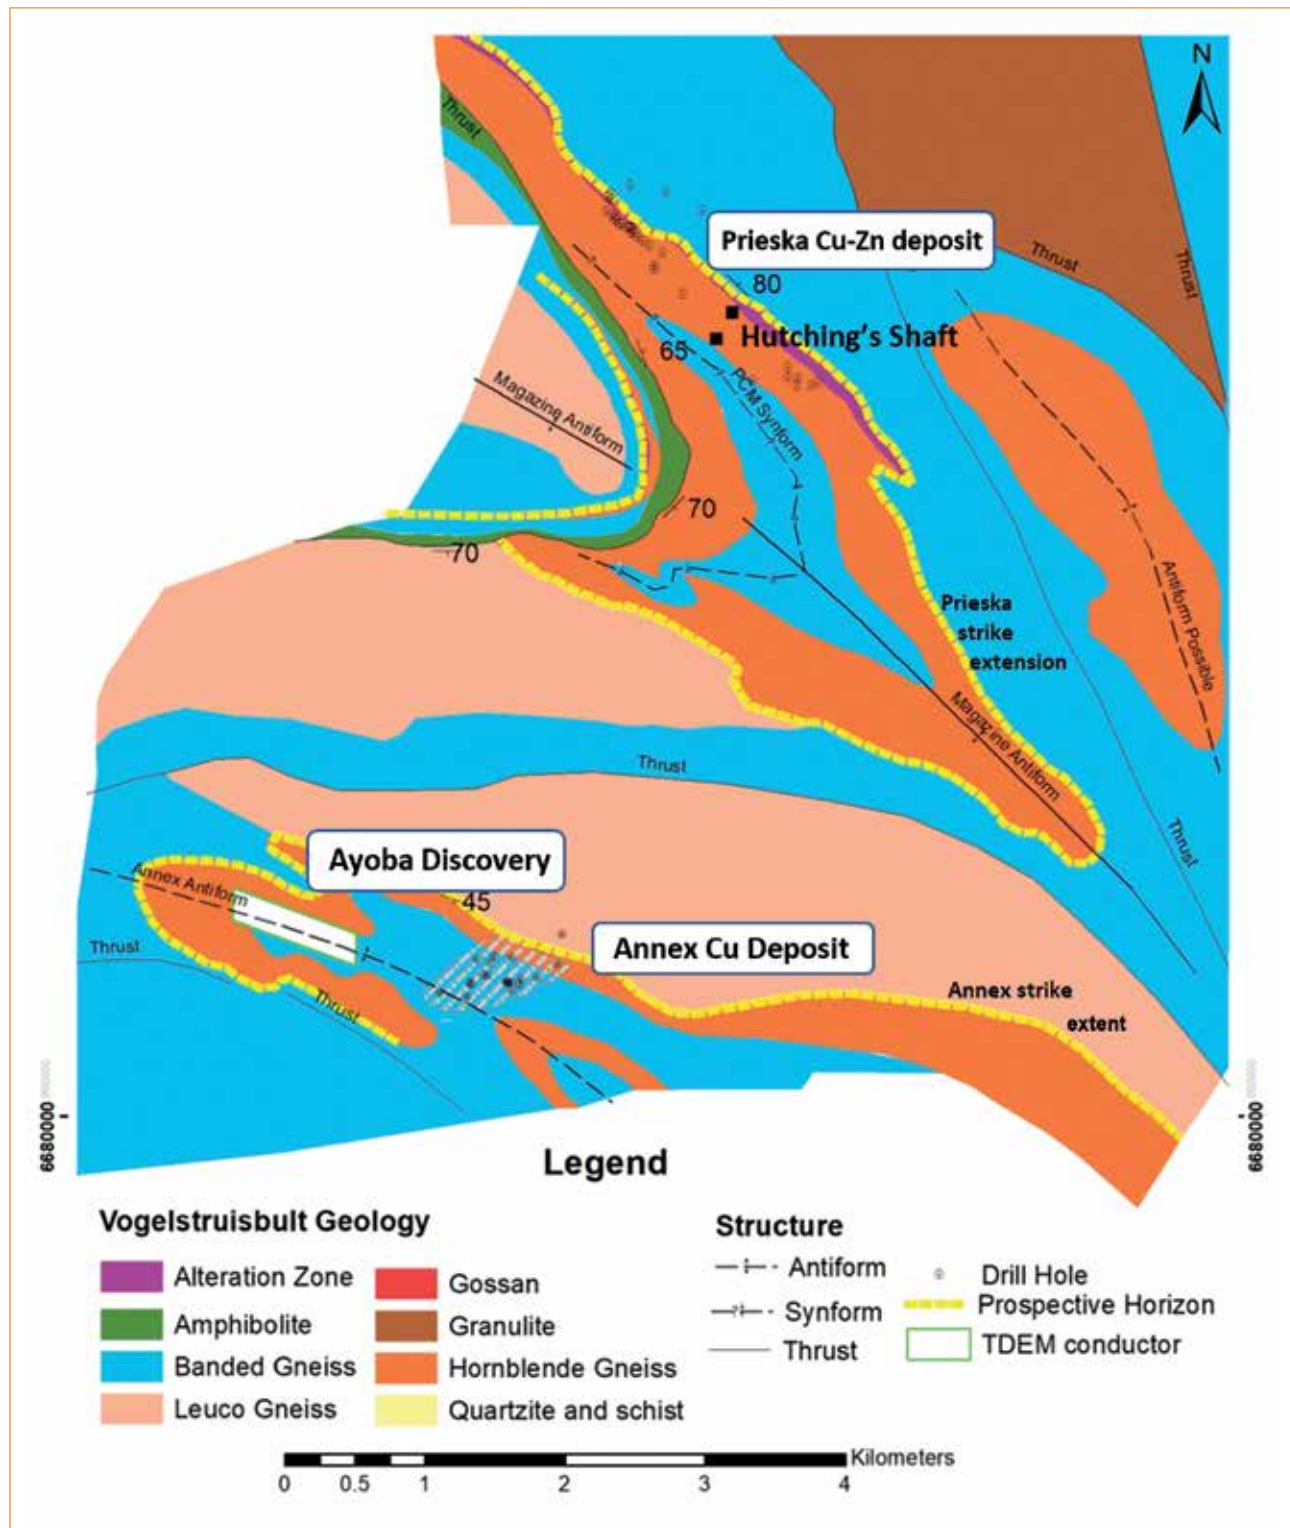 N
Thrust
Prieska Cu-Zn deposit
Thrust
Thrust
80
Hutching's Shaft
65
PCM Synform
Magazine Antiform
70
70
Antiform Possible
Prieska
strike
extension
Magazine Antiform
Thrust
Thrust
Ayoba Discovery
Annex Antiform
45
Thrust
Annex Cu Deposit
Thrust
Annex strike
extent
6680000
6680000
Legend
Vogelstruisbult Geology
Alteration Zone
Amphibolite
Banded Gneiss
Leuco Gneiss
Gossan
Granulite
Hornblende Gneiss
Quartzite and schist
Structure
Antiform
Synform
Thrust
Drill Hole
Prospective Horizon
TDEM conductor
Kilometers
0 0.5 1 2 3 4